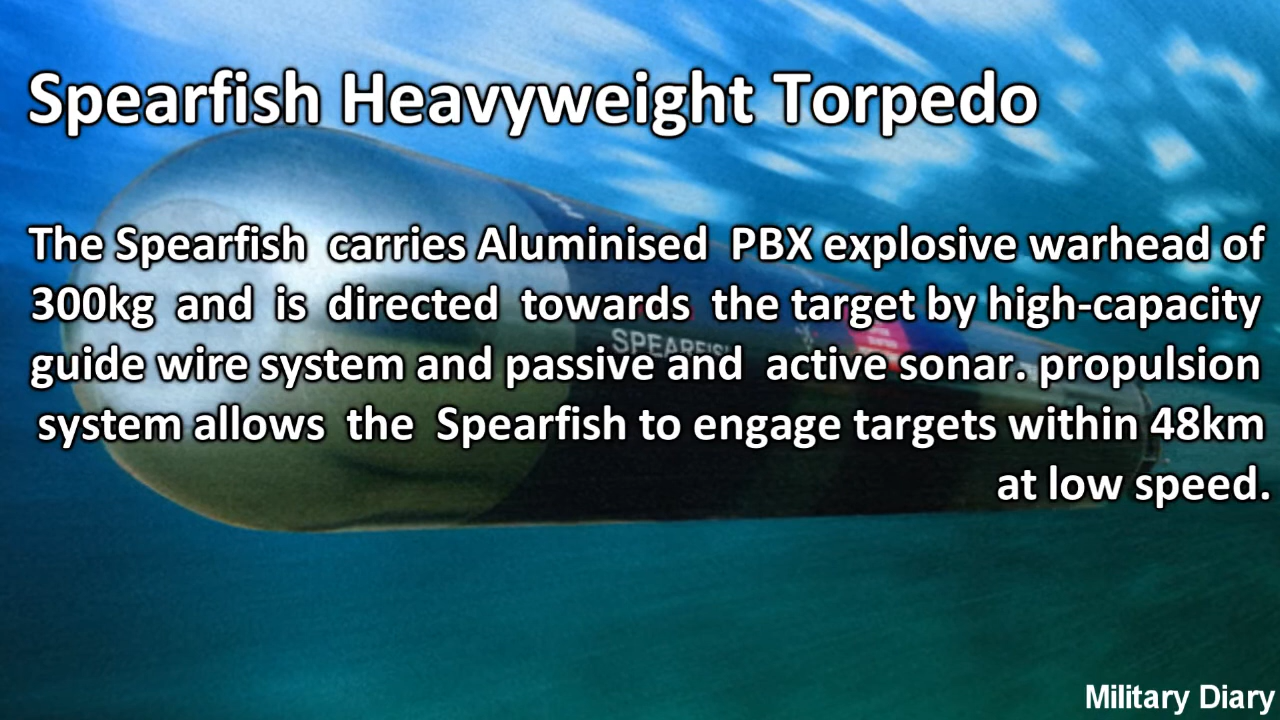 Spearfish Heavyweight Torpedo
The Spearfish carries Aluminised PBX explosive warhead of
300kg and is directed towards the target by high-capacity
guide wire system and passive and active sonar. propulsion
system allows the Spearfish to engage targets within 48km
at low speed.
SPEARFISH
Military Diary